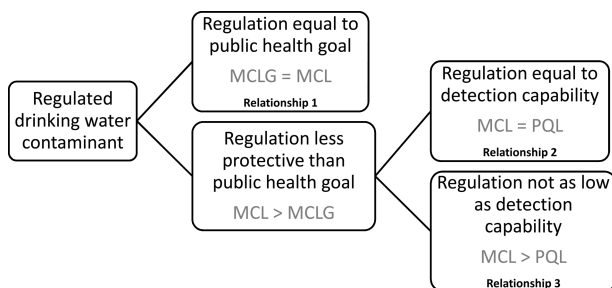 Regulated
drinking water
contaminant
Regulation equal to
public health goal
MCLG = MCL
Relationship 1
Regulation less
protective than
public health goal
MCL > MCLG
Regulation equal to
detection capability
MCL = PQL
Relationship 2
Regulation not as low
as detection
capability
MCL > PQL
Relationship 3